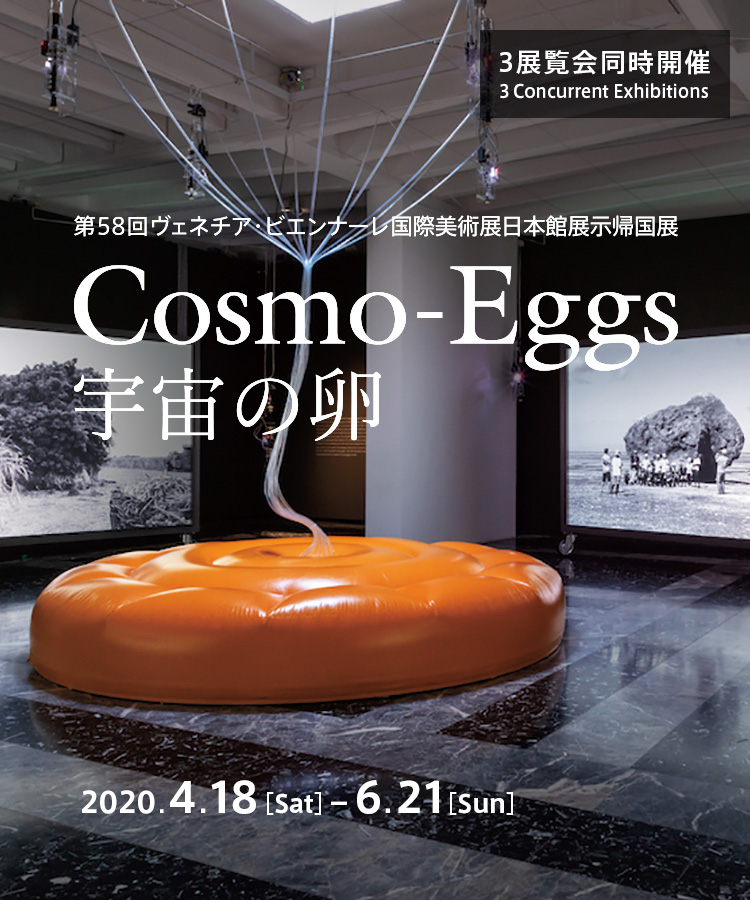 3展覧会同時開催
3 Concurrent Exhibitions
第58回ヴェネチア・ビエンナーレ国際美術展日本館展示帰国展
Cosmo-Eggs
宇宙の卵
2020.4.18[Sat]–6.21[Sun]